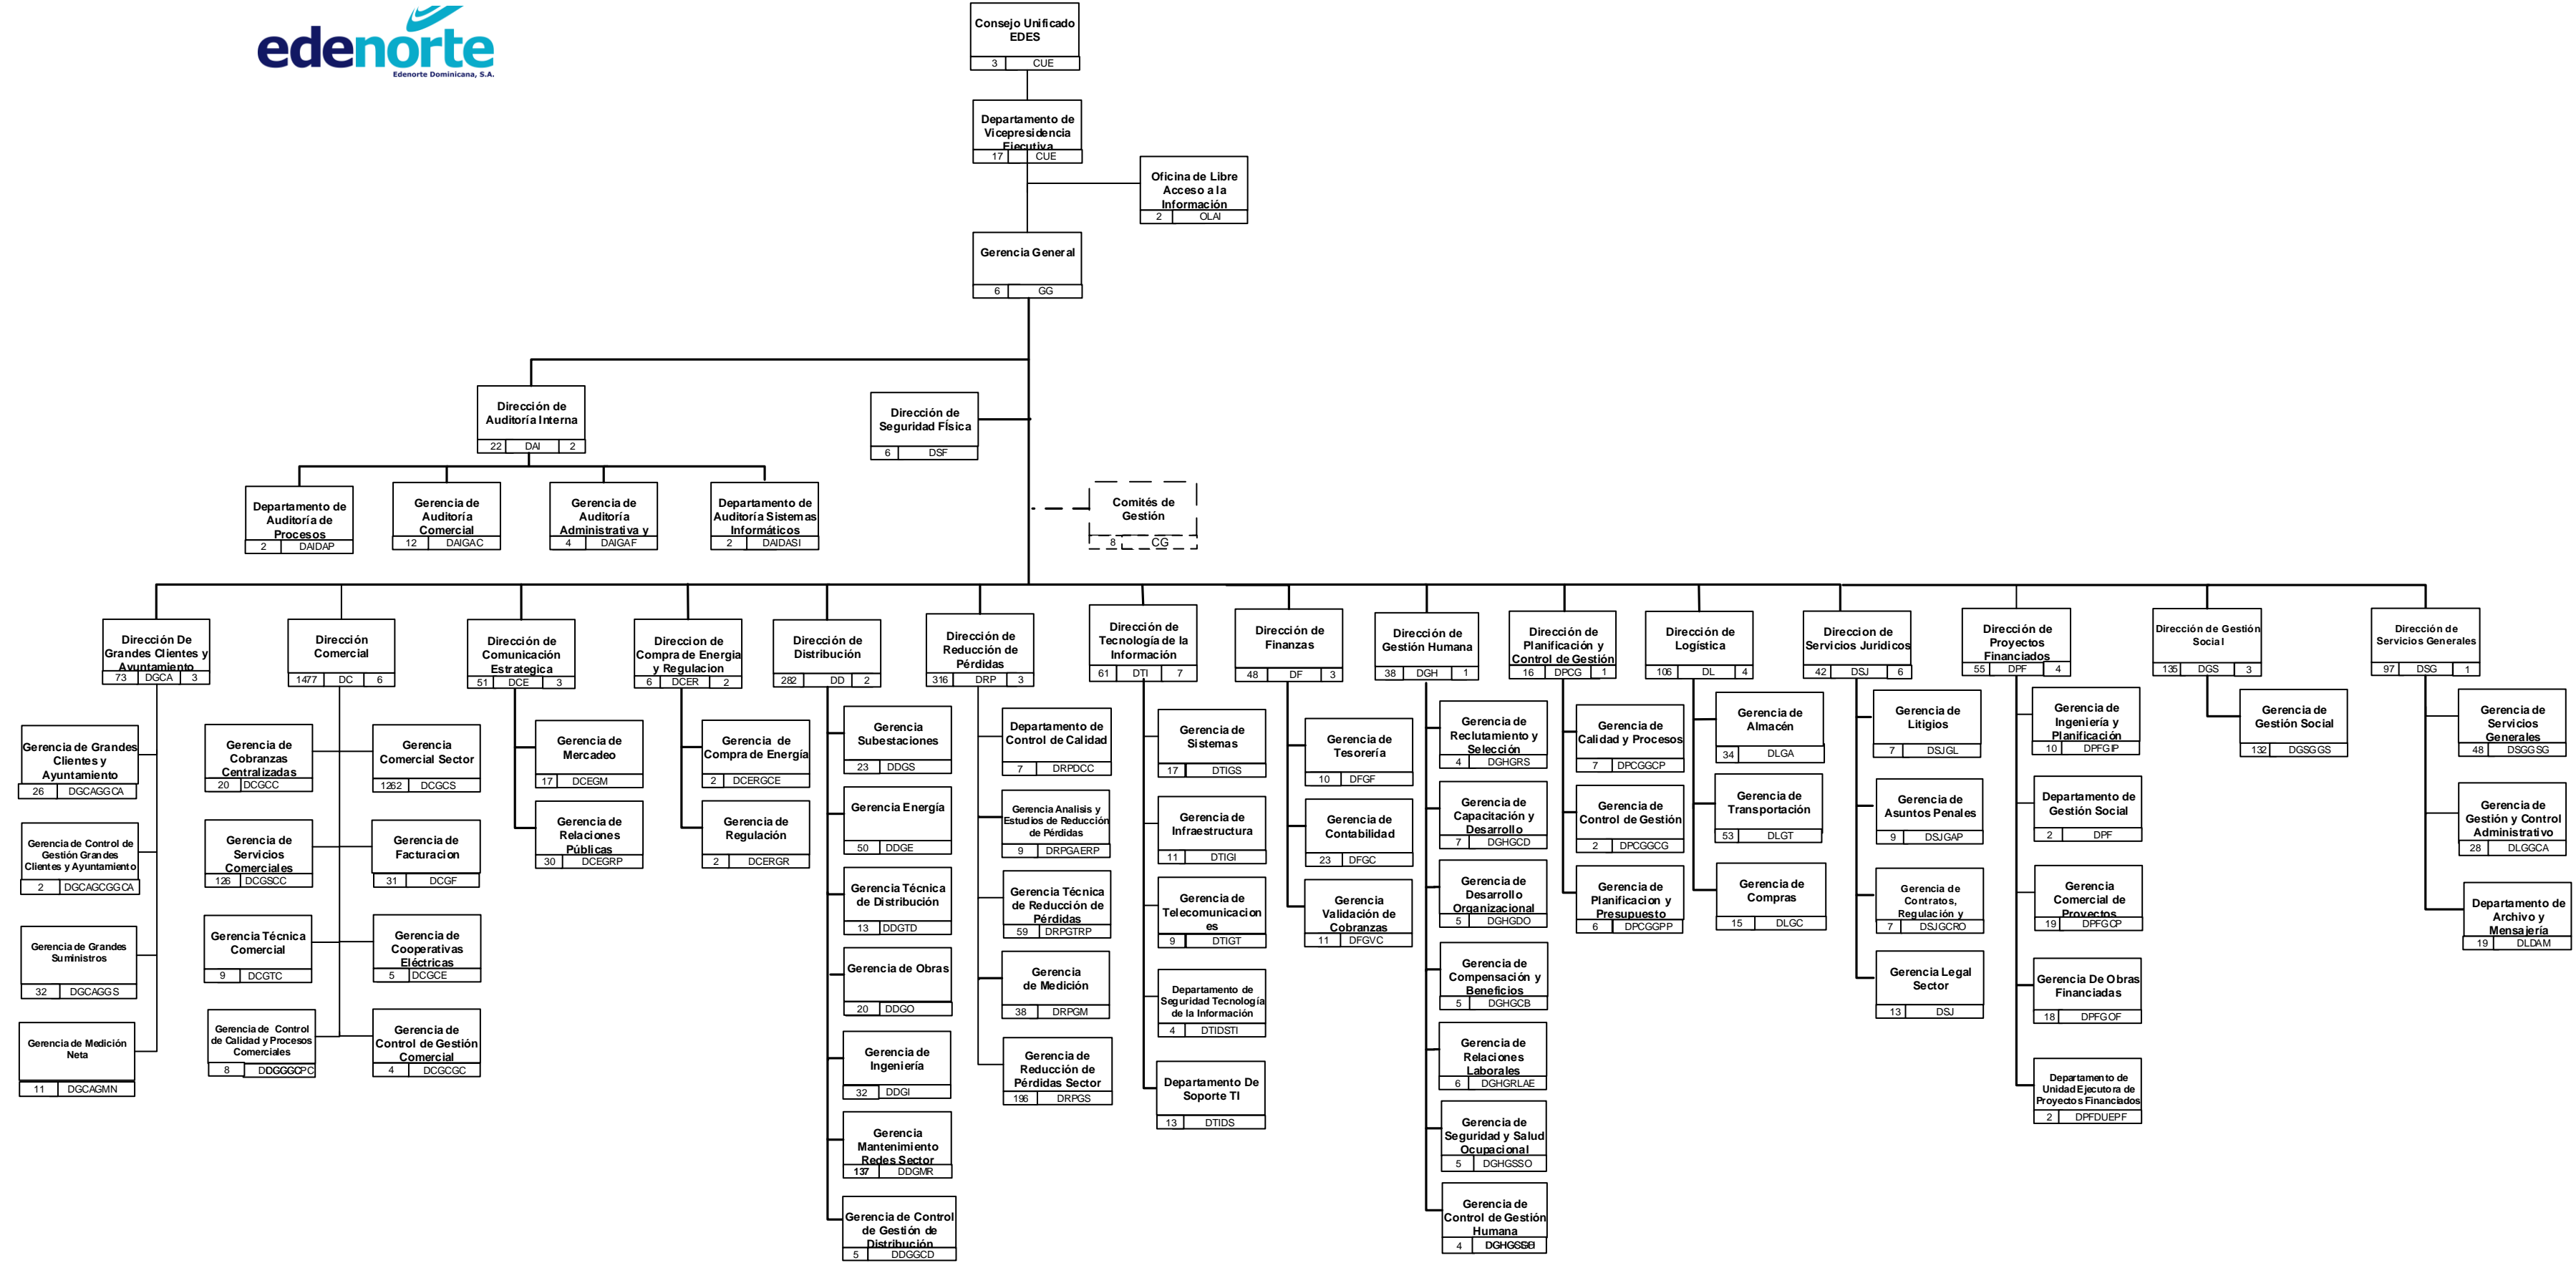 edenorte
Edenorte Dominicana, S.A.
Consejo Unificado
EDES
3 CUE
Departamento de
Vicepresidencia
Ejecutiva
17 CUE
Oficina de Libre
Acceso a la
Información
2 OLAI
Gerencia General
6 GG
Dirección de
Auditoría Interna
22 DAI 2
Dirección de
Seguridad FÍsica
6 DSF
Departamento de
Auditoría de
Procesos
2 DAIDAP
Gerencia de
Auditoría
Comercial
12 DAIGAC
Gerencia de
Auditoría
Administrativa y
4 DAIGAF
Departamento de
Auditoría Sistemas
Informáticos
2 DAIDASI
Comités de
Gestión
8 CG
Dirección De
Grandes Clientes y
Ayuntamiento
73 DGCA 3
Gerencia de Grandes
Clientes y
Ayuntamiento
26 DGCAGGCA
Gerencia de Control de
Gestión Grandes
Clientes y Ayuntamiento
2 DGCAGCGGCA
Gerencia de Grandes
Suministros
32 DGCAGGS
Gerencia de Medición
Neta
11 DGCAGMN
Dirección
Comercial
1477 DC 6
Gerencia de
Cobranzas
Centralizadas
20 DCGCC
Gerencia
Comercial Sector
1262 DCGCS
Gerencia de
Servicios
Comerciales
126 DCGSCC
Gerencia de
Facturacion
31 DCGF
Gerencia Técnica
Comercial
9 DCGTC
Gerencia de
Cooperativas
Eléctricas
5 DCGCE
Gerencia de Control
de Calidad y Procesos
Comerciales
8
Gerencia de
Control de Gestión
Comercial
4 DCGCGC
Dirección de
Comunicación
Estrategica
51 DCE 3
Gerencia de
Mercadeo
17 DCEGM
Gerencia de
Relaciones
Públicas
30 DCEGRP
Direccion de
Compra de Energia
y Regulacion
6 DCER 2
Gerencia de
Compra de Energía
2 DCERGCE
Gerencia de
Regulación
2 DCERGR
Dirección de
Distribución
282 DD 2
Gerencia
Subestaciones
23 DDGS
Gerencia Energía
50 DDGE
Gerencia Técnica
de Distribución
13 DDGTD
Gerencia de Obras
20 DDGO
Gerencia de
Ingeniería
32 DDGI
Gerencia
Mantenimiento
Redes Sector
137 DDGMR
Gerencia de Control
de Gestión de
Distribución
5 DDGGCD
Dirección de
Reducción de
Pérdidas
316 DRP 3
Departamento de
Control de Calidad
7 DRPDCC
Gerencia Analisis y
Estudios de Reducción
de Pérdidas
9 DRPGAERP
Gerencia Técnica
de Reducción de
Pérdidas
59 DRPGTRP
Gerencia
de Medición
38 DRPGM
Gerencia de
Reducción de
Pérdidas Sector
196 DRPGS
Dirección de
Tecnología de la
Información
61 DTI 7
Gerencia de
Sistemas
17 DTIGS
Gerencia de
Infraestructura
11 DTIGI
Gerencia de
Telecomunicacion
es
9 DTIGT
Departamento de
Seguridad Tecnología
de la Información
4 DTIDSTI
Departamento De
Soporte TI
13 DTIDS
Dirección de
Finanzas
48 DF 3
Gerencia de
Tesorería
10 DFGF
Gerencia de
Contabilidad
23 DFGC
Gerencia
Validación de
Cobranzas
11 DFGVC
Dirección de
Gestión Humana
38 DGH 1
Gerencia de
Reclutamiento y
Selección
4 DGHGRS
Gerencia de
Capacitación y
Desarrollo
7 DGHGCD
Gerencia de
Desarrollo
Organizacional
5 DGHGDO
Gerencia de
Compensación y
Beneficios
5 DGHGCB
Gerencia de
Relaciones
Laborales
6 DGHGRLAE
Gerencia de
Seguridad y Salud
Ocupacional
5 DGHGSSO
Gerencia de
Control de Gestión
Humana
4
Dirección de
Planificación y
Control de Gestión
16 DPCG 1
Gerencia de
Calidad y Procesos
7 DPCGGCP
Gerencia de
Control de Gestión
2 DPCGGCG
Gerencia de
Planificacion y
Presupuesto
6 DPCGGPP
Dirección de
Logística
106 DL 4
Gerencia de
Almacén
34 DLGA
Gerencia de
Transportación
53 DLGT
Gerencia de
Compras
15 DLGC
Direccion de
Servicios Juridicos
42 DSJ 6
Gerencia de
Litigios
7 DSJGL
Gerencia de
Asuntos Penales
9 DSJGAP
Gerencia de
Contratos,
Regulación y
7 DSJGCRO
Gerencia Legal
Sector
13 DSJ
Dirección de
Proyectos
Financiados
55 DPF 4
Gerencia de
Ingeniería y
Planificación
10 DPFGIP
Departamento de
Gestión Social
2 DPF
Gerencia
Comercial de
Proyectos
19 DPFGCP
Gerencia De Obras
Financiadas
18 DPFGOF
Departamento de
Unidad Ejecutora de
Proyectos Financiados
2 DPFDUEPF
Dirección de Gestión
Social
135 DGS 3
Gerencia de
Gestión Social
132 DGSGGS
Dirección de
Servicios Generales
97 DSG 1
Gerencia de
Servicios
Generales
48 DSGGSG
Gerencia de
Gestión y Control
Administrativo
28 DLGGCA
Departamento de
Archivo y
Mensajería
19 DLDAM